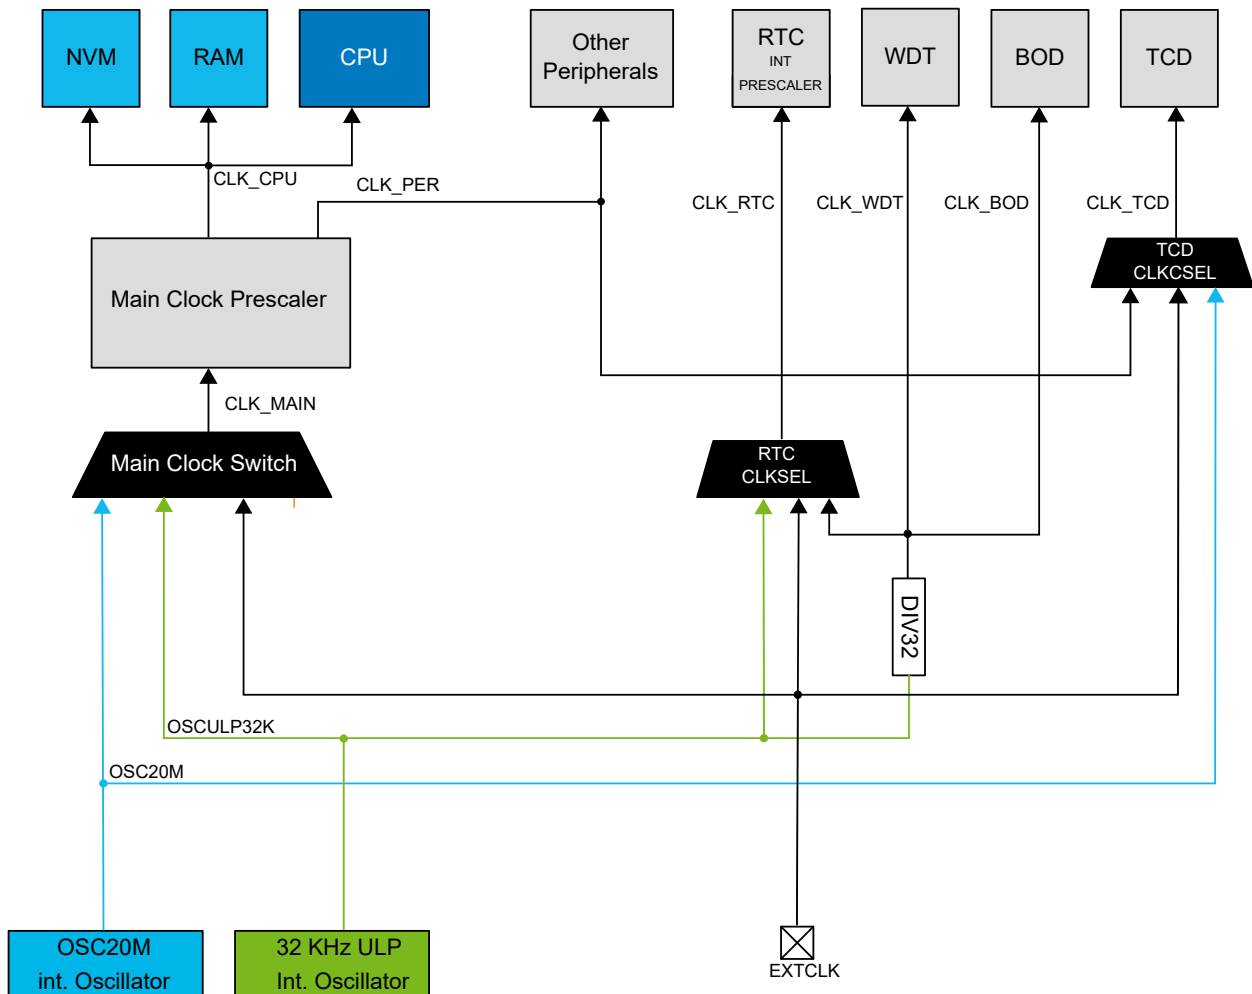 NVM
RAM
CPU
Other
Peripherals
RTC
INT
PRESCALER
WDT
BOD
TCD
CLK_CPU
CLK_PER
CLK_RTC
CLK_WDT
CLK_BOD
CLK_TCD
TCD
CLKCSEL
Main Clock Prescaler
CLK_MAIN
Main Clock Switch
RTC
CLKSEL
DIV32
OSCULP32K
OSC20M
OSC20M
int. Oscillator
32 KHz ULP
Int. Oscillator
EXTCLK